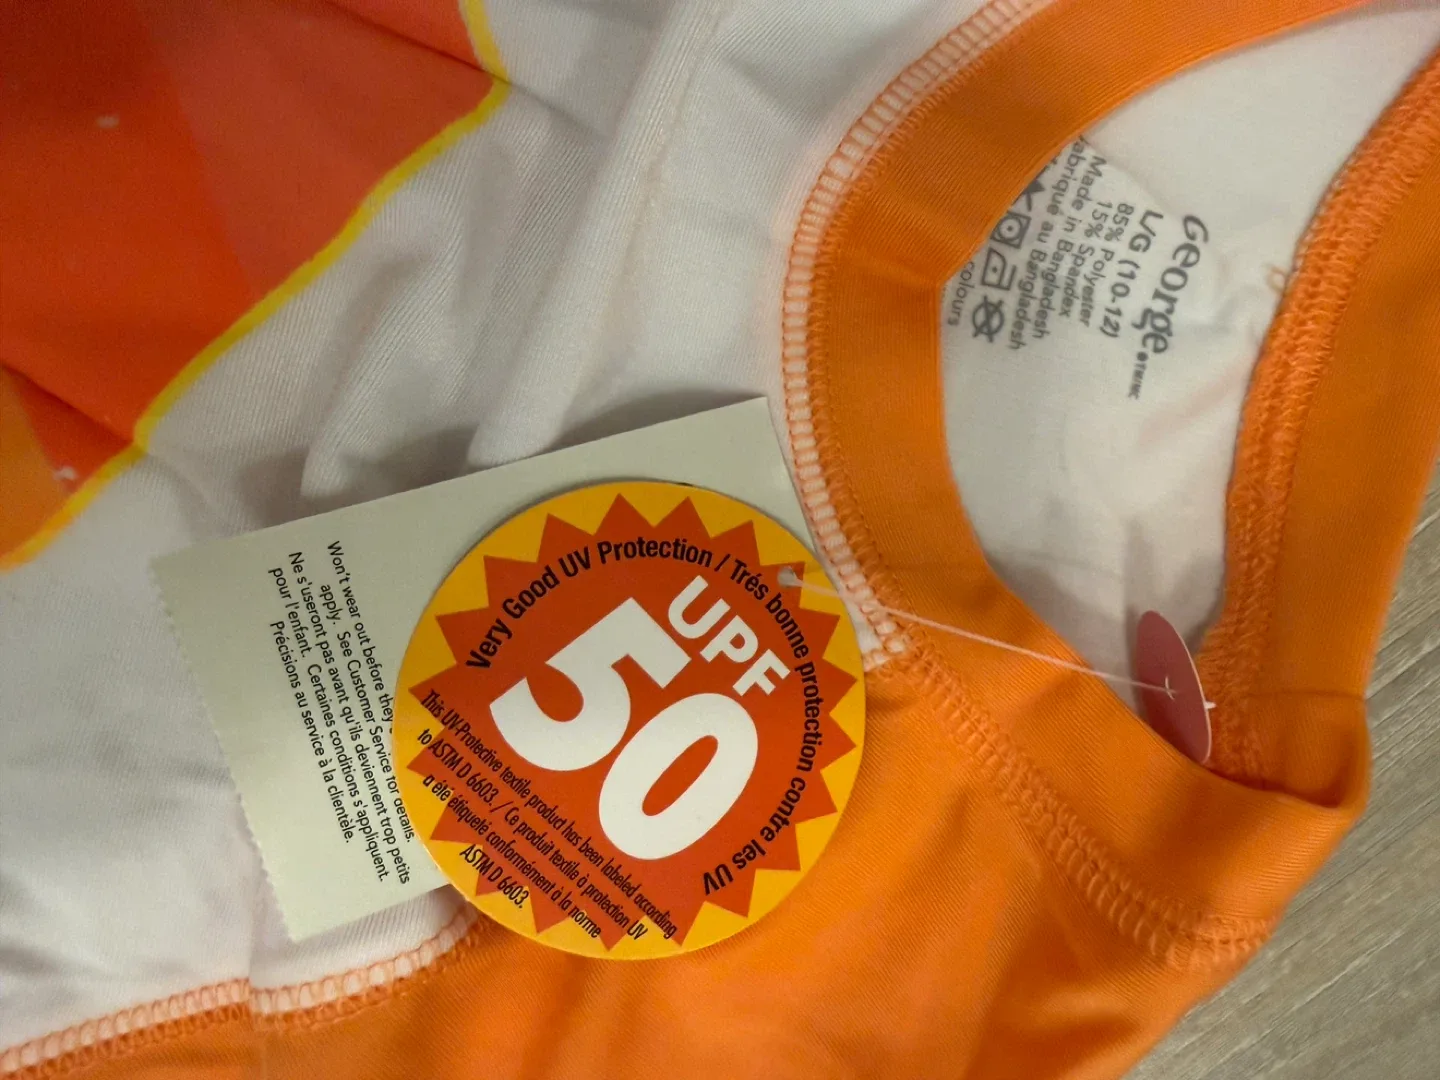 George
TM/MC
L/G (10-12)
85% Polyester
15% Spandex
Made in Bangladesh
Fabriqué au Bangladesh
colours
Very Good UV Protection / Trés bonne protection contre les UV
UPF
50
This UV-Protective textile product has been labeled according
to ASTM D 6603. / Ce produit textile à protection UV
a été étiqueté conformément à la norme
ASTM D 6603.
Won't wear out before they
apply. See Customer Service for details.
Ne s'useront pas avant qu'ils deviennent trop petits
pour l'enfant. Certaines conditions s'appliquent.
Précisions au service à la clientèle.